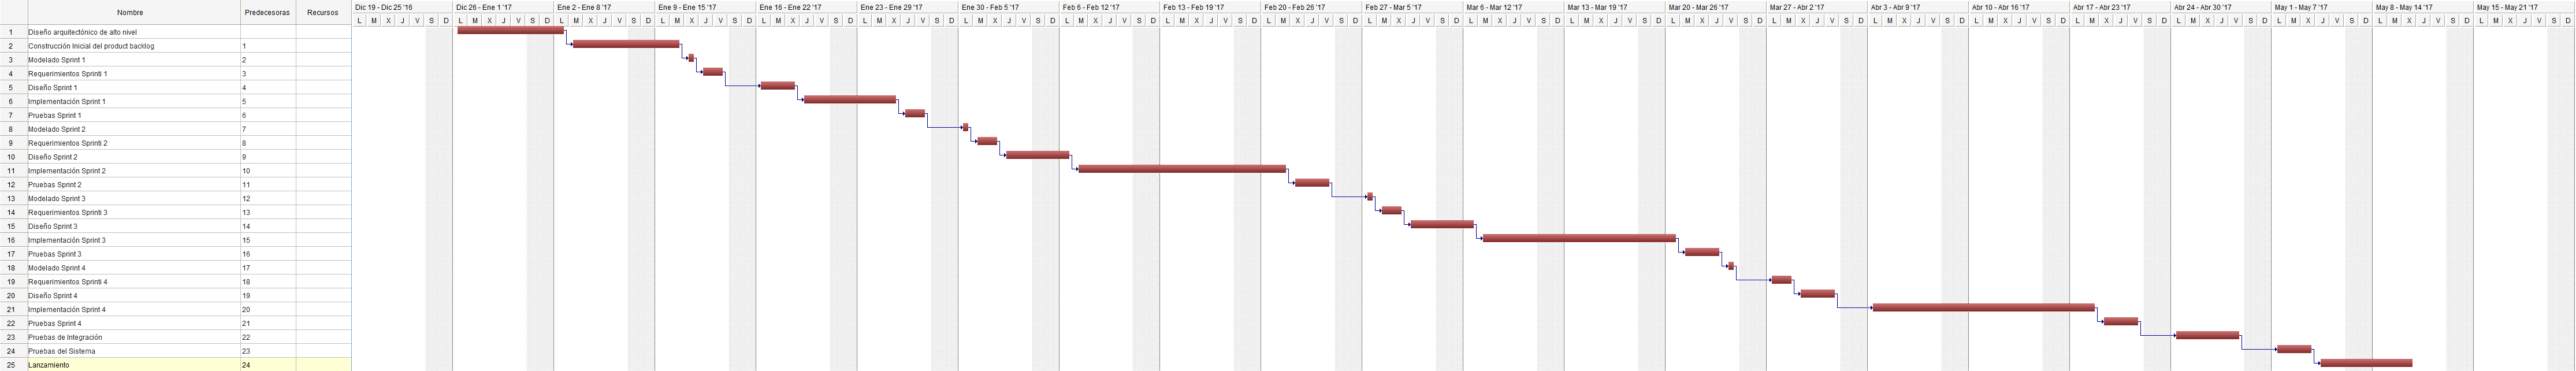 Nombre Predecesoras Recursos Dic 19 - Dic 25 '16 Dic 26 - Ene 1 '17 Ene 2 - Ene 8 '17 Ene 9 - Ene 15 '17 Ene 16 - Ene 22 '17 Ene 23 - Ene 29 '17 Ene 30 - Feb 5 '17 Feb 6 - Feb 12 '17 Feb 13 - Feb 19 '17 Feb 20 - Feb 26 '17 Feb 27 - Mar 5 '17 Mar 6 - Mar 12 '17 Mar 13 - Mar 19 '17 Mar 20 - Mar 26 '17 Mar 27 - Abr 2 '17 Abr 3 - Abr 9 '17 Abr 10 - Abr 16 '17 Abr 17 - Abr 23 '17 Abr 24 - Abr 30 '17 May 1 - May 7 '17 May 8 - May 14 '17 May 15 - May 21 '17
L M X J V S D L M X J V S D L M X J V S D L M X J V S D L M X J V S D L M X J V S D L M X J V S D L M X J V S D L M X J V S D L M X J V S D L M X J V S D L M X J V S D L M X J V S D L M X J V S D L M X J V S D L M X J V S D L M X J V S D L M X J V S D L M X J V S D L M X J V S D L M X J V S D L M X J V S D
1 Diseño arquitectónico de alto nivel
2 Construcción Inicial del product backlog 1
3 Modelado Sprint 1 2
4 Requerimientos Sprinti 1 3
5 Diseño Sprint 1 4
6 Implementación Sprint 1 5
7 Pruebas Sprint 1 6
8 Modelado Sprint 2 7
9 Requerimientos Sprinti 2 8
10 Diseño Sprint 2 9
11 Implementación Sprint 2 10
12 Pruebas Sprint 2 11
13 Modelado Sprint 3 12
14 Requerimientos Sprinti 3 13
15 Diseño Sprint 3 14
16 Implementación Sprint 3 15
17 Pruebas Sprint 3 16
18 Modelado Sprint 4 17
19 Requerimientos Sprinti 4 18
20 Diseño Sprint 4 19
21 Implementación Sprint 4 20
22 Pruebas Sprint 4 21
23 Pruebas de Integración 22
24 Pruebas del Sistema 23
25 Lanzamiento 24